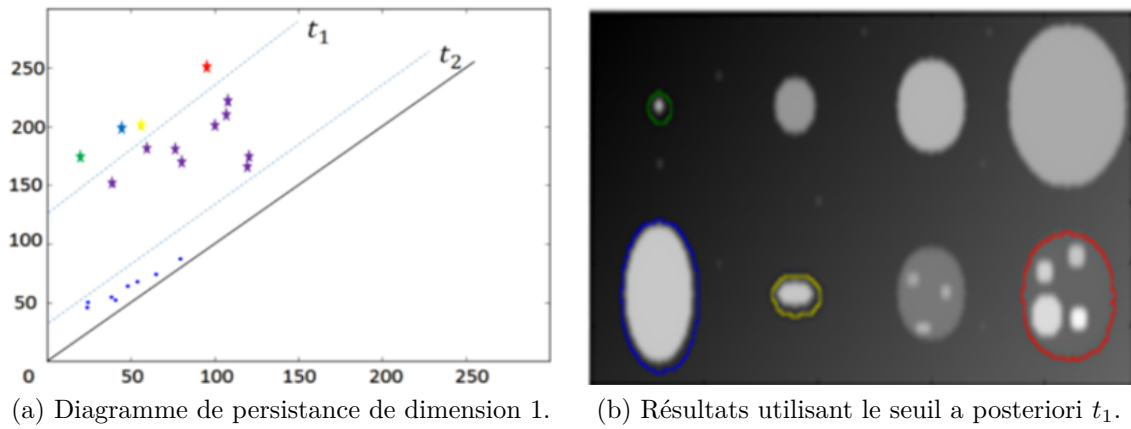 t₁
t₂
250
200
150
100
50
0
50
100
150
200
250
(a) Diagramme de persistance de dimension 1.
(b) Résultats utilisant le seuil a posteriori t₁.